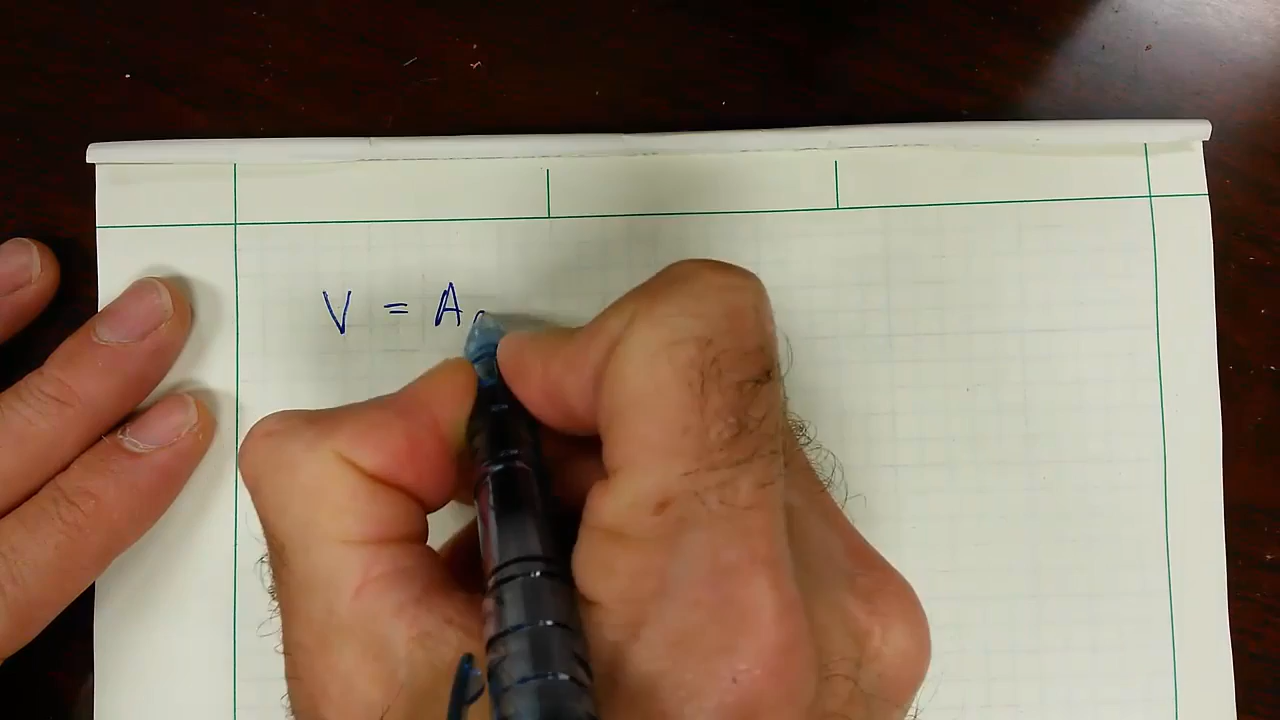 V = A